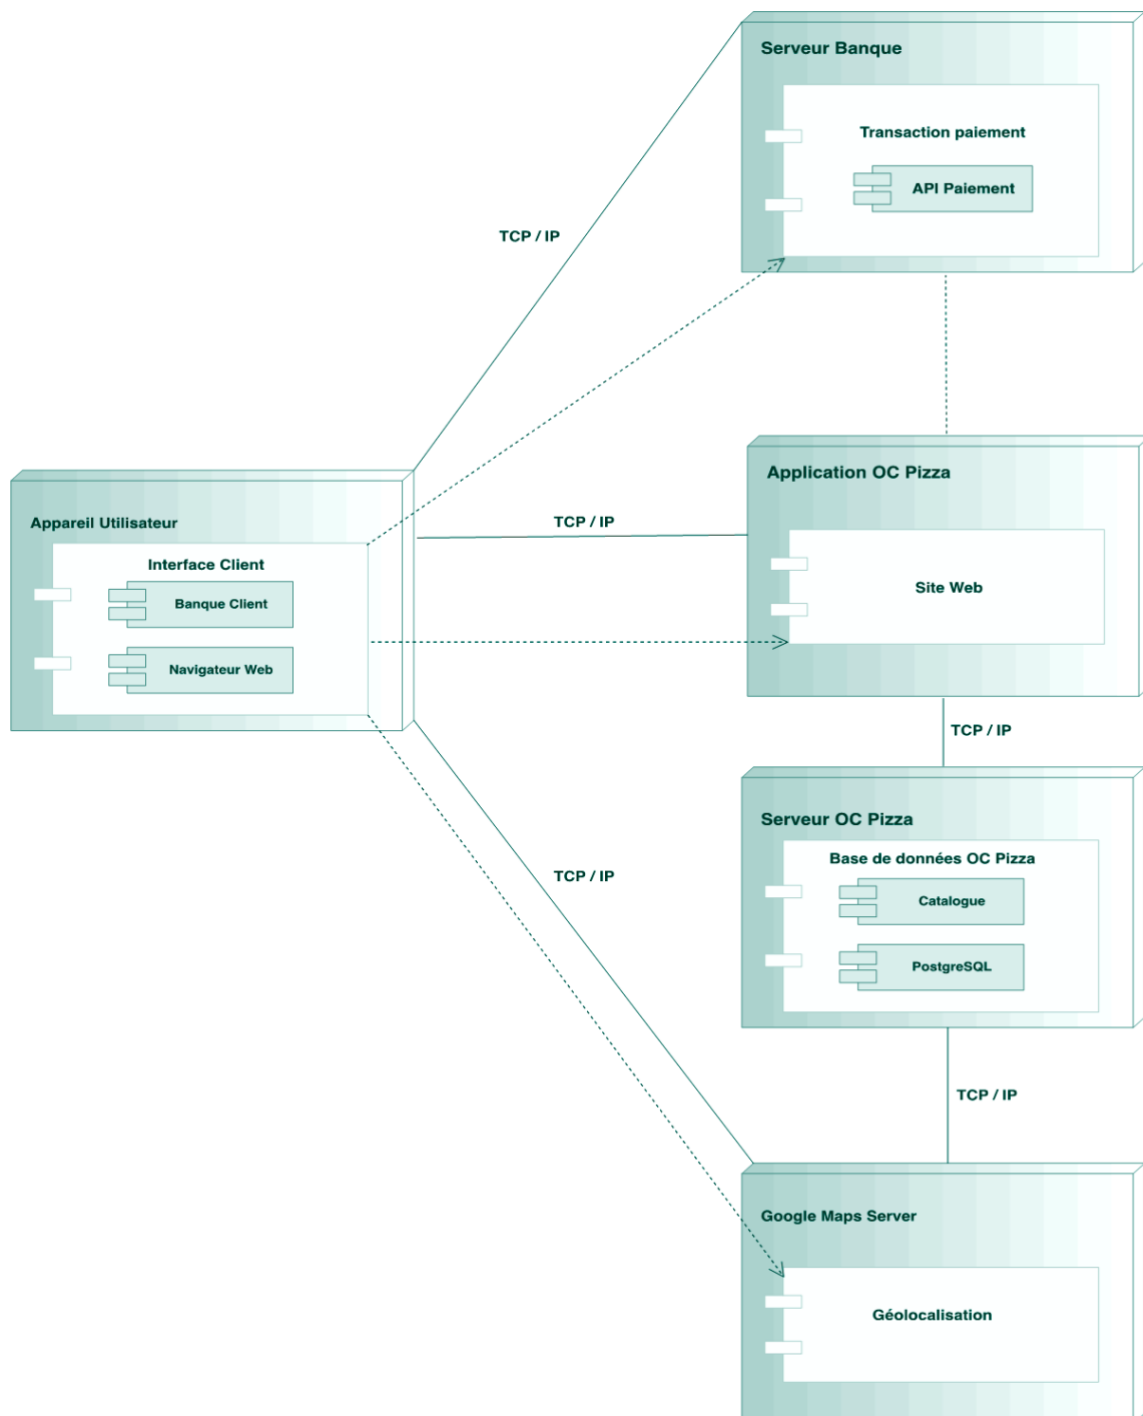 Serveur Banque
Transaction paiement
API Paiement
TCP / IP
Application OC Pizza
Appareil Utilisateur
TCP / IP
Interface Client
Site Web
Banque Client
Navigateur Web
TCP / IP
Serveur OC Pizza
Base de données OC Pizza
TCP / IP
Catalogue
PostgreSQL
TCP / IP
Google Maps Server
Géolocalisation